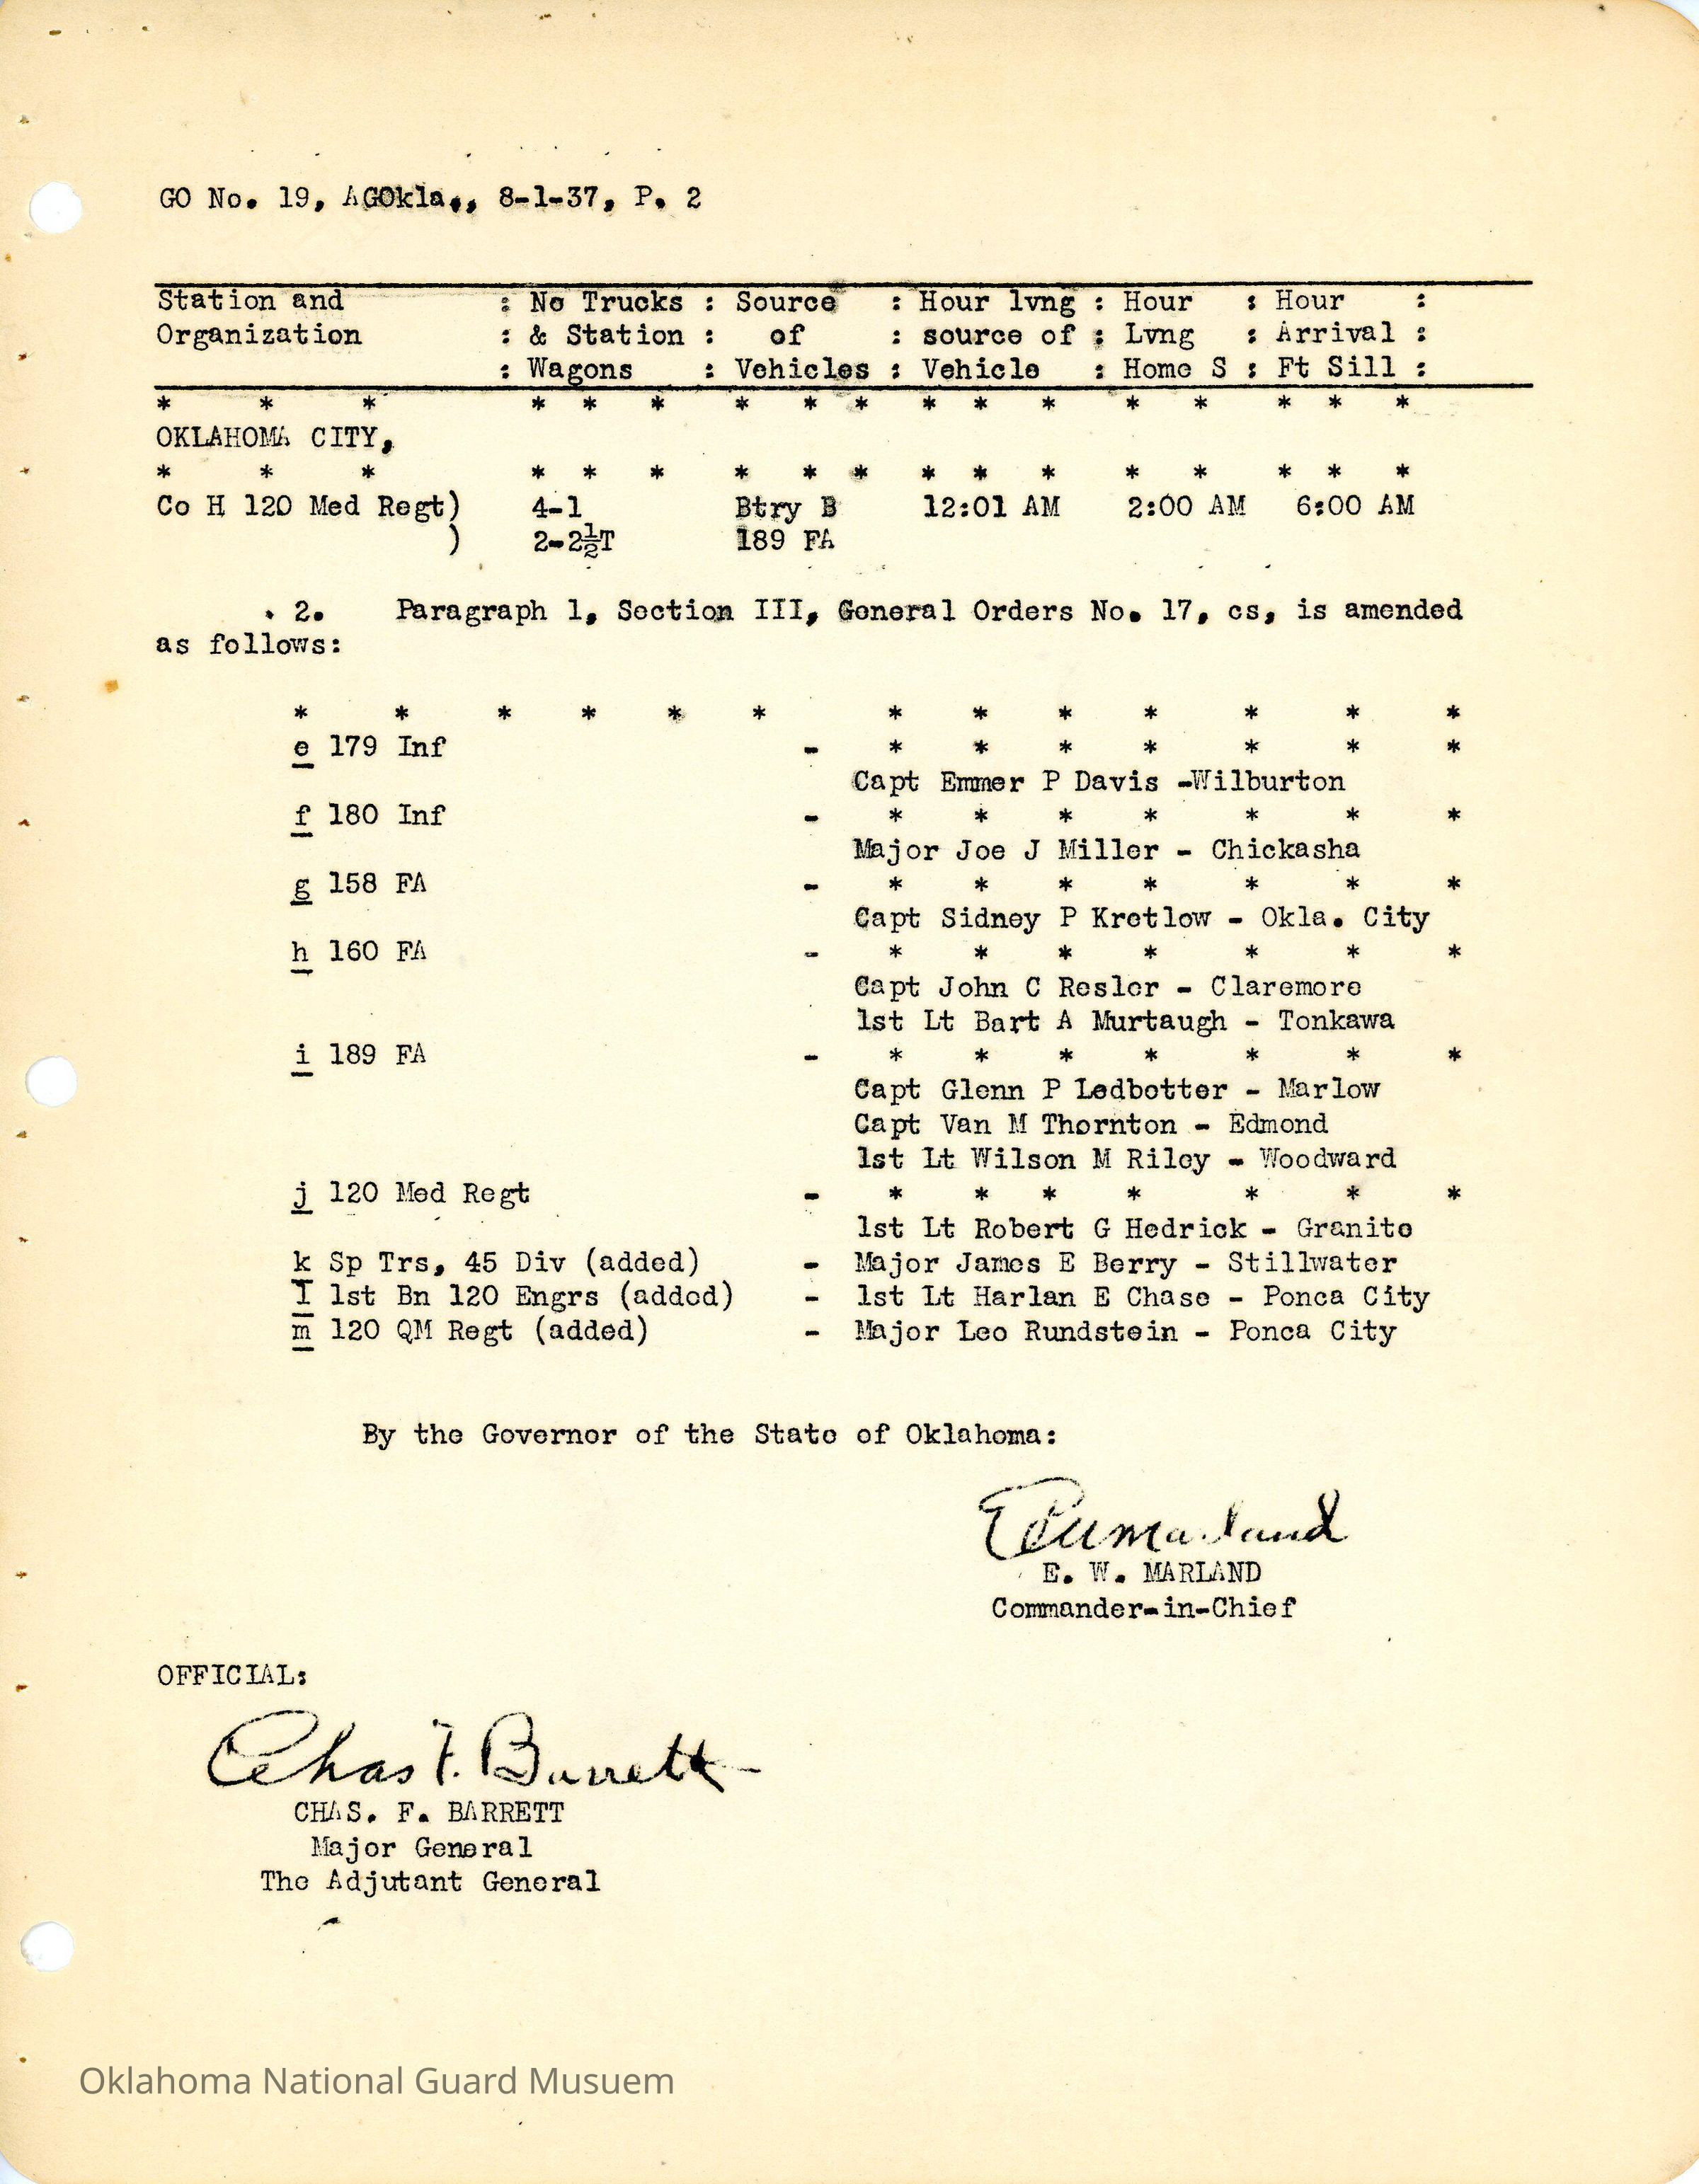 GO No. 19, AGOkla., 8-1-37, P. 2
Station and : No Trucks : Source : Hour lvng : Hour : Hour :
Organization : & Station : of : source of : Lvng : Arrival :
: Wagons : Vehicles : Vehicle : Home S : Ft Sill :
* * * * * * * * * * * * * * * * *
OKLAHOMA CITY,
* * * * * * * * * * * * * * * * *
Co H 120 Med Regt) 4-1 Btry B 12:01 AM 2:00 AM 6:00 AM
) 2-2½T 189 FA
2. Paragraph 1, Section III, General Orders No. 17, cs, is amended
as follows:
* * * * * * * * * * * * *
e 179 Inf - * * * * * * *
Capt Emmer P Davis -Wilburton
f 180 Inf - * * * * * * *
Major Joe J Miller - Chickasha
g 158 FA - * * * * * * *
Capt Sidney P Kretlow - Okla. City
h 160 FA - * * * * * * *
Capt John C Resler - Claremore
1st Lt Bart A Murtaugh - Tonkawa
i 189 FA - * * * * * * *
Capt Glenn P Ledbetter - Marlow
Capt Van M Thornton - Edmond
1st Lt Wilson M Riley - Woodward
j 120 Med Regt - * * * * * * *
1st Lt Robert G Hedrick - Granite
k Sp Trs, 45 Div (added) - Major James E Berry - Stillwater
l 1st Bn 120 Engrs (added) - 1st Lt Harlan E Chase - Ponca City
m 120 QM Regt (added) - Major Leo Rundstein - Ponca City
By the Governor of the State of Oklahoma:
E W Marland
E. W. MARLAND
Commander-in-Chief
OFFICIAL:
Chas F. Barrett
CHAS. F. BARRETT
Major General
The Adjutant General
Oklahoma National Guard Musuem